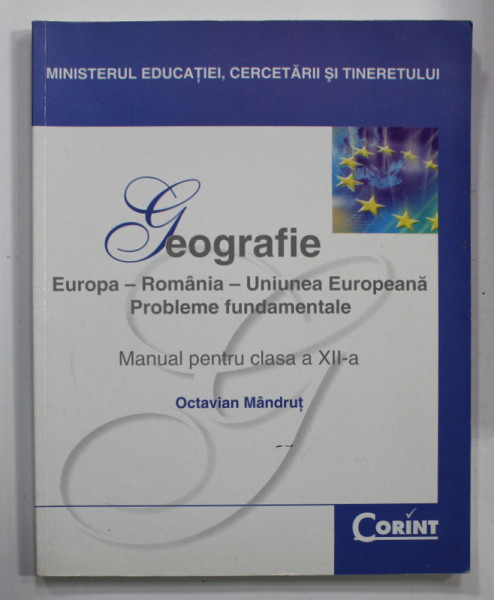 MINISTERUL EDUCAȚIEI, CERCETĂRII ȘI TINERETULUI
Geografie
Europa – România – Uniunea Europeană
Probleme fundamentale
Manual pentru clasa a XII-a
Octavian Mândruț
CORINT